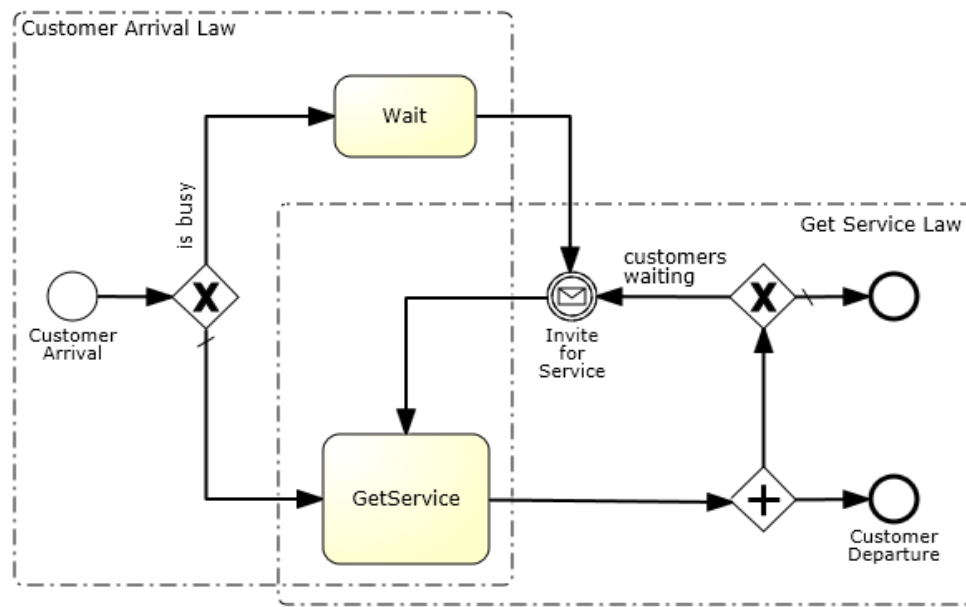 Customer Arrival Law
Wait
is busy
Get Service Law
customers
waiting
Customer
Arrival
Invite
for
Service
GetService
Customer
Departure